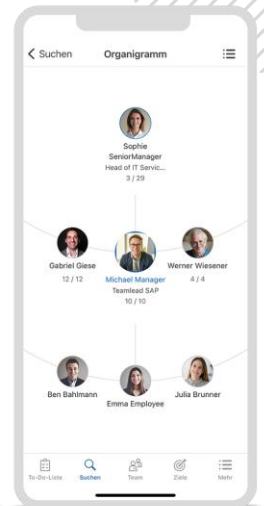 Suchen
Organigramm
Sophie
SeniorManager
Head of IT Servic...
3 / 29
Gabriel Giese
12 / 12
Michael Manager
Teamlead SAP
10 / 10
Werner Wiesener
4 / 4
Ben Bahlmann
Emma Employee
Julia Brunner
To-Do-Liste
Suchen
Team
Ziele
Mehr